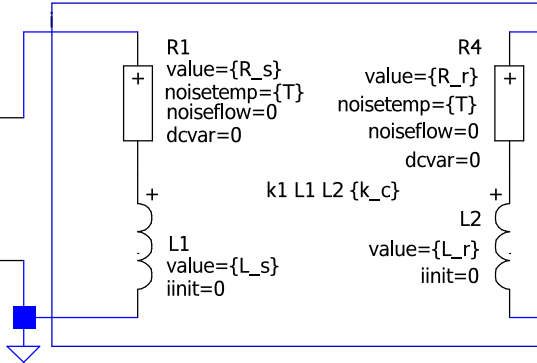 i
R1
value={R_s}
noisetemp={T}
noiseflow=0
dcvar=0
R4
value={R_r}
noisetemp={T}
noiseflow=0
dcvar=0
k1 L1 L2 {k_c}
L1
value={L_s}
iinit=0
L2
value={L_r}
iinit=0